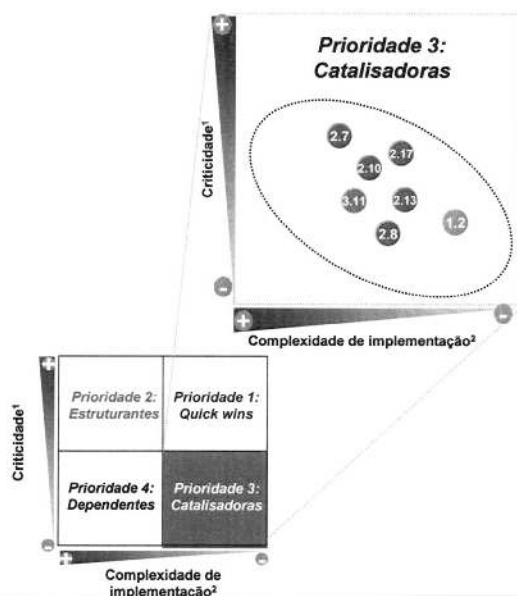 +
Prioridade 3:
Catalisadoras
Criticidade¹
2.7
2.17
2.10
3.11
2.13
1.2
2.8
-
+
-
Complexidade de implementação²
+
Criticidade¹
Prioridade 2:
Estruturantes
Prioridade 1:
Quick wins
Prioridade 4:
Dependentes
Prioridade 3:
Catalisadoras
-
+
-
Complexidade de
implementação²